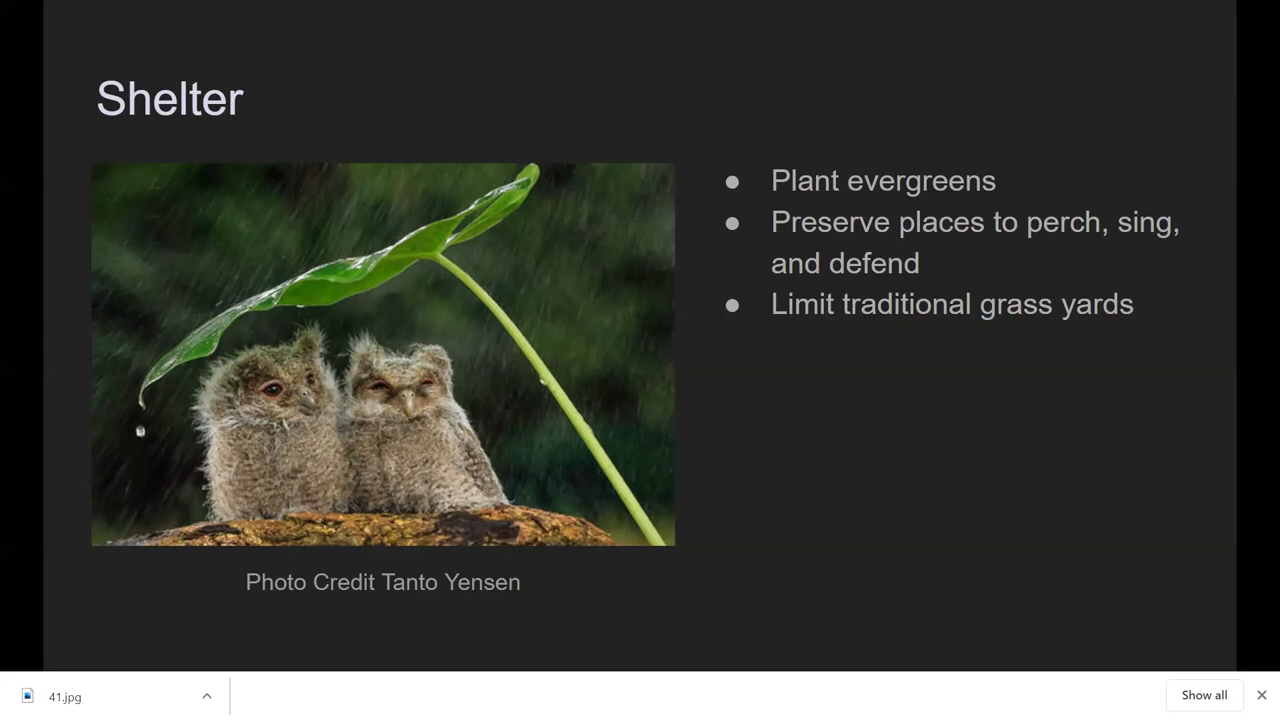 Shelter
● Plant evergreens
● Preserve places to perch, sing,
and defend
● Limit traditional grass yards
Photo Credit Tanto Yensen
41.jpg
Show all